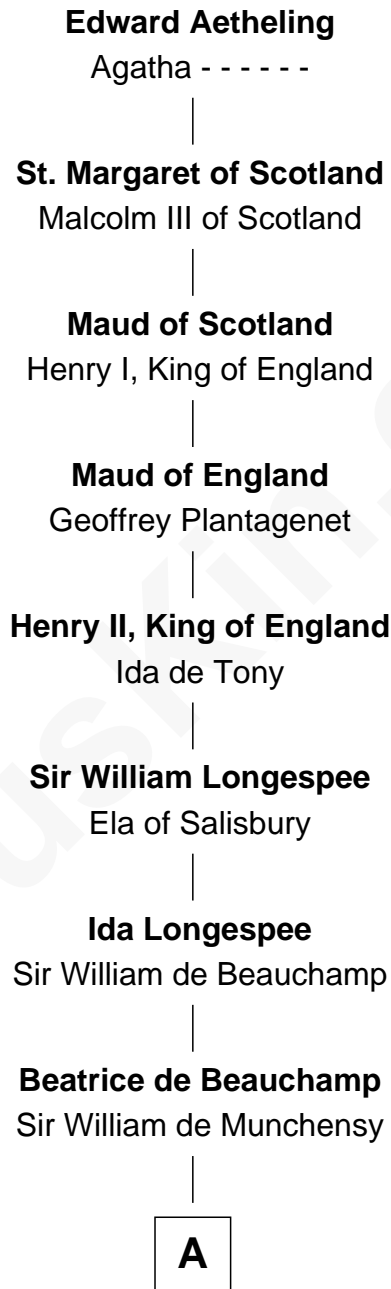 Edward Aetheling
Agatha - - - - - -
St. Margaret of Scotland
Malcolm III of Scotland
Maud of Scotland
Henry I, King of England
Maud of England
Geoffrey Plantagenet
Henry II, King of England
Ida de Tony
Sir William Longespee
Ela of Salisbury
Ida Longespee
Sir William de Beauchamp
Beatrice de Beauchamp
Sir William de Munchensy
A